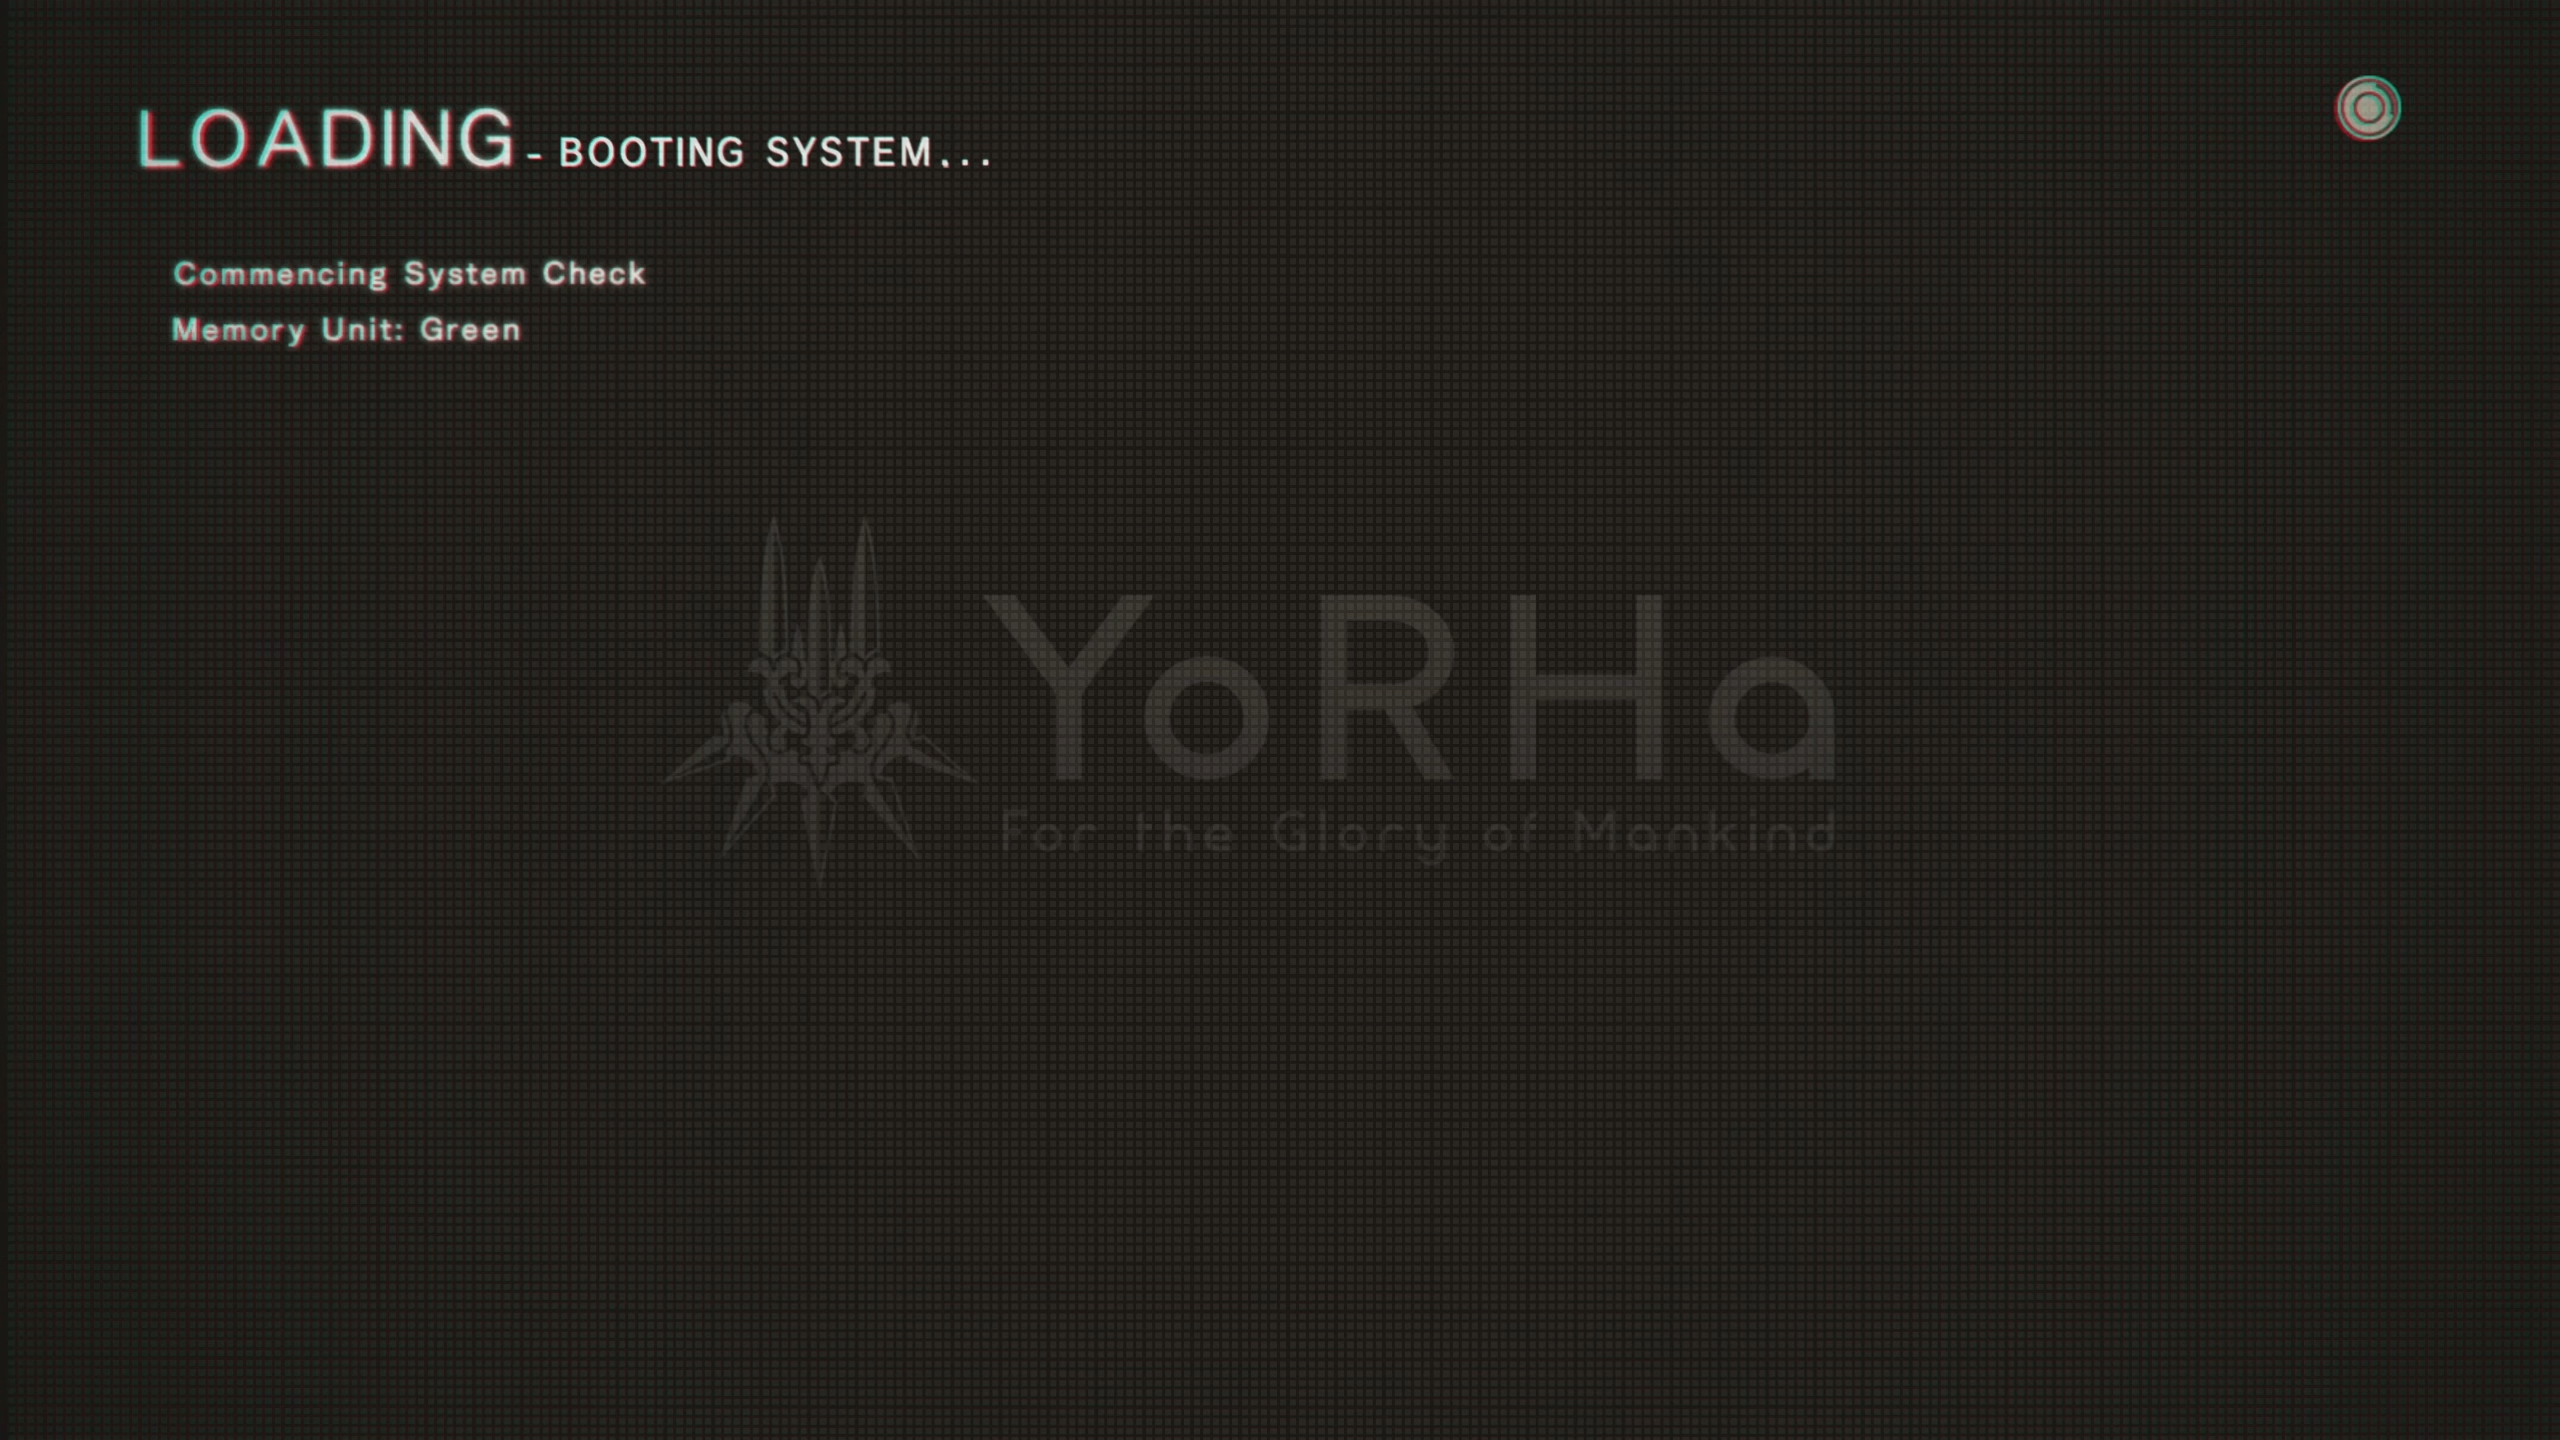 LOADING - BOOTING SYSTEM...
Commencing System Check
Memory Unit: Green
YoRHa
For the Glory of Mankind